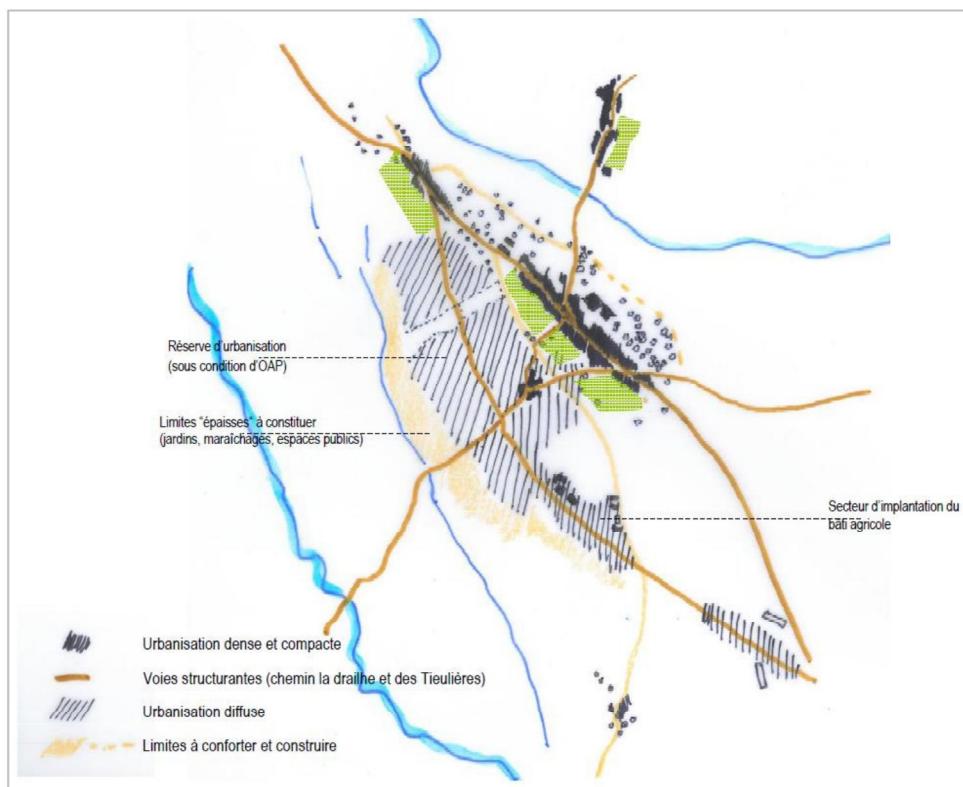 Réserve d'urbanisation
(sous condition d'OAP)
Limites "épaisses" à constituer
(jardins, maraîchages, espaces publics)
Secteur d'implantation du
bâti agricole
Urbanisation dense et compacte
Voies structurantes (chemin la drailhe et des Tieulières)
Urbanisation diffuse
Limites à conforter et construire